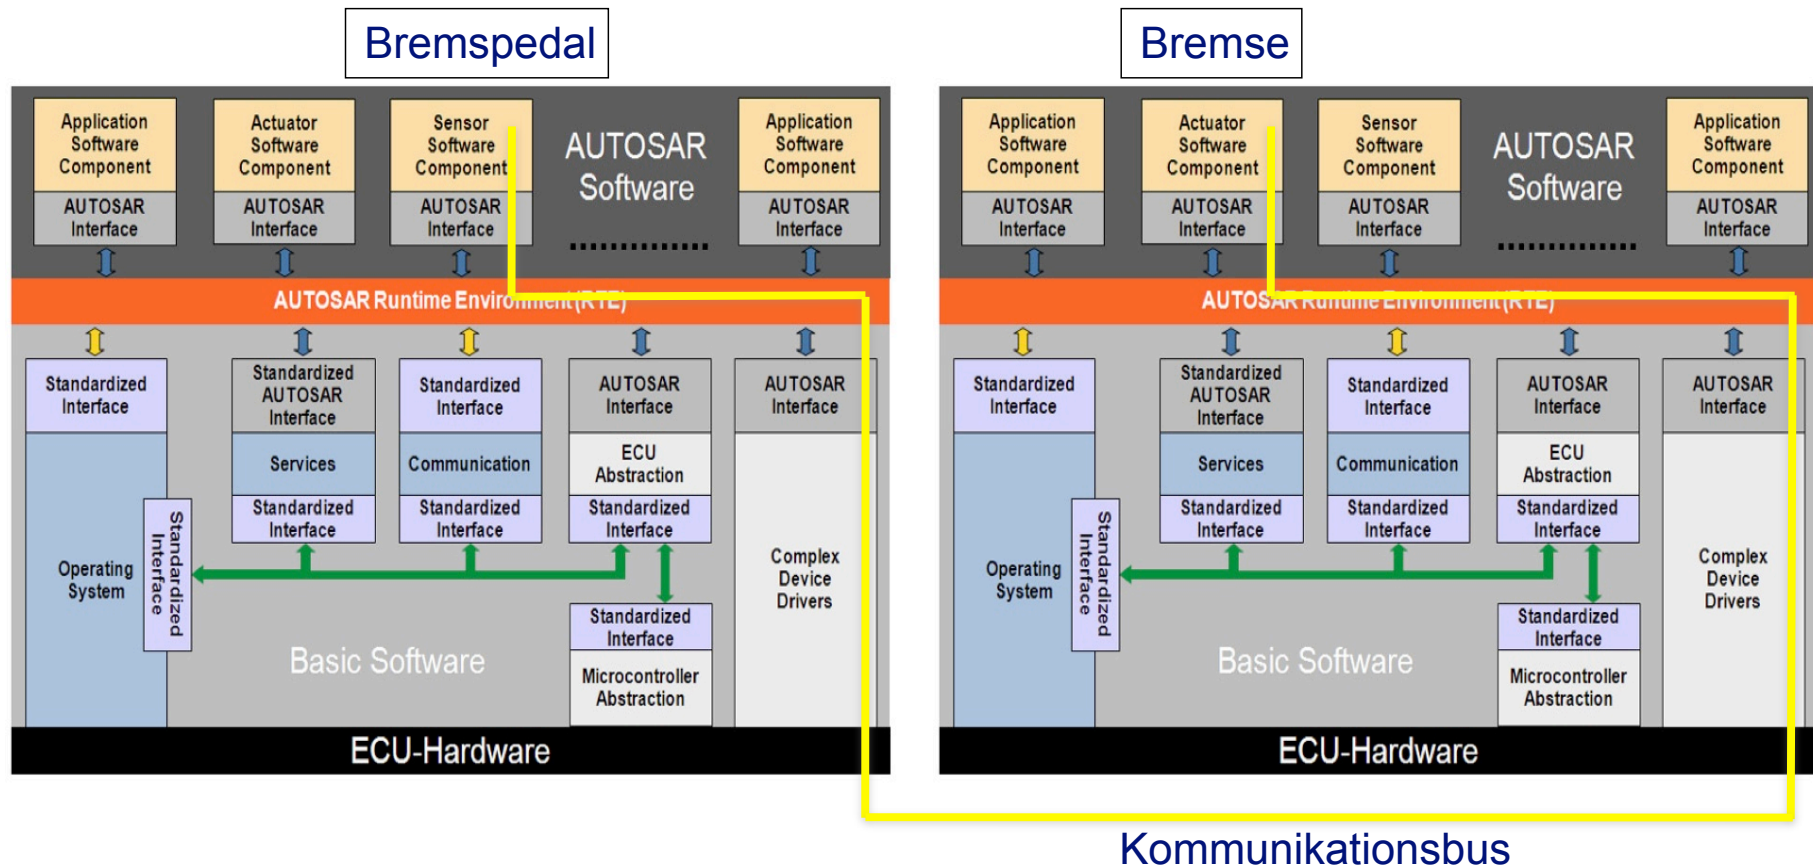 Bremspedal
Bremse
Application
Software
Component
AUTOSAR
Interface
Actuator
Software
Component
AUTOSAR
Interface
Sensor
Software
Component
AUTOSAR
Interface
AUTOSAR
Software
Application
Software
Component
AUTOSAR
Interface
AUTOSAR Runtime Environment (RTE)
Standardized
Interface
Operating
System
Standardized
Interface
Standardized
AUTOSAR
Interface
Services
Standardized
Interface
Standardized
Interface
Communication
Standardized
Interface
AUTOSAR
Interface
ECU
Abstraction
Standardized
Interface
Standardized
Interface
Microcontroller
Abstraction
AUTOSAR
Interface
Complex
Device
Drivers
Basic Software
ECU-Hardware
Application
Software
Component
AUTOSAR
Interface
Actuator
Software
Component
AUTOSAR
Interface
Sensor
Software
Component
AUTOSAR
Interface
AUTOSAR
Software
Application
Software
Component
AUTOSAR
Interface
AUTOSAR Runtime Environment (RTE)
Standardized
Interface
Operating
System
Standardized
Interface
Standardized
AUTOSAR
Interface
Services
Standardized
Interface
Standardized
Interface
Communication
Standardized
Interface
AUTOSAR
Interface
ECU
Abstraction
Standardized
Interface
Standardized
Interface
Microcontroller
Abstraction
AUTOSAR
Interface
Complex
Device
Drivers
Basic Software
ECU-Hardware
Kommunikationsbus